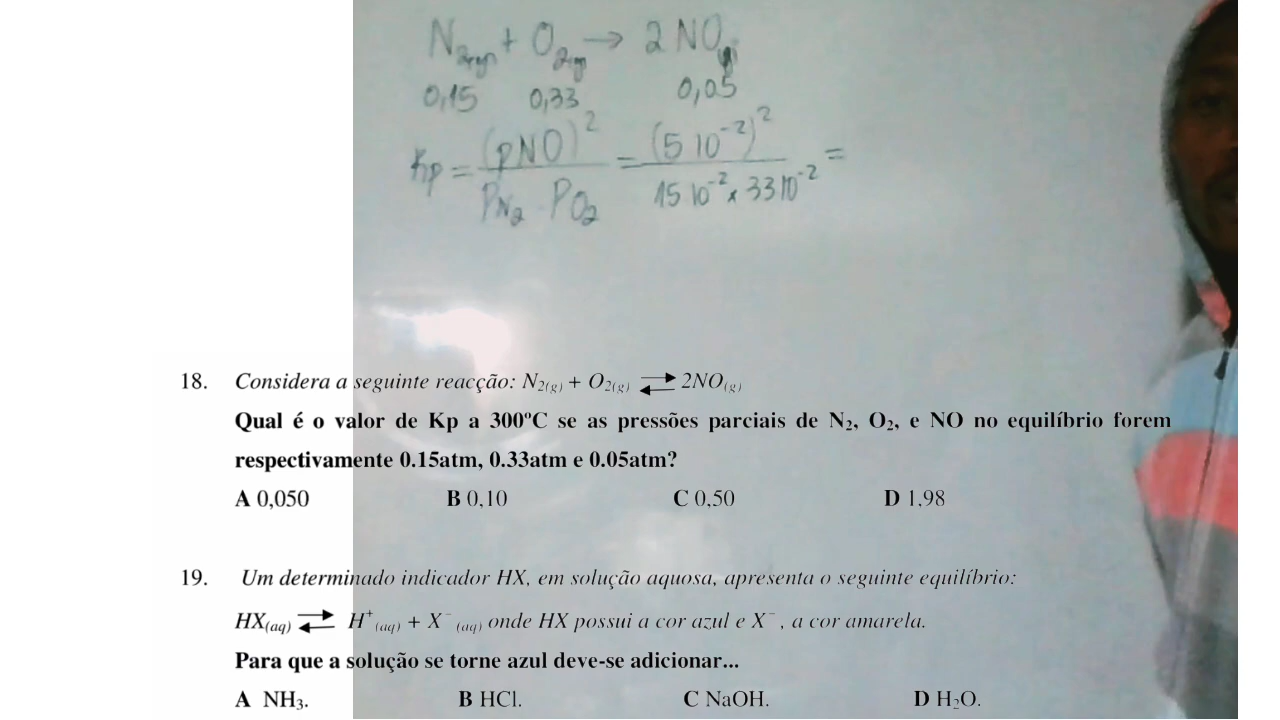 N₂₍g₎ + O₂₍g₎ → 2 NO₍g₎
0,15 0,33 0,05
Kp = (pNO)² / PN₂ · PO₂ = (5 10⁻²)² / 15 10⁻² x 33 10⁻² =
18. Considera a seguinte reacção: N₂₍g₎ + O₂₍g₎ ⇌ 2NO₍g₎
Qual é o valor de Kp a 300ºC se as pressões parciais de N₂, O₂, e NO no equilíbrio forem
respectivamente 0.15atm, 0.33atm e 0.05atm?
A 0,050 B 0,10 C 0,50 D 1,98
19. Um determinado indicador HX, em solução aquosa, apresenta o seguinte equilíbrio:
HX₍aq₎ ⇌ H⁺₍aq₎ + X⁻₍aq₎ onde HX possui a cor azul e X⁻, a cor amarela.
Para que a solução se torne azul deve-se adicionar...
A NH₃. B HCl. C NaOH. D H₂O.